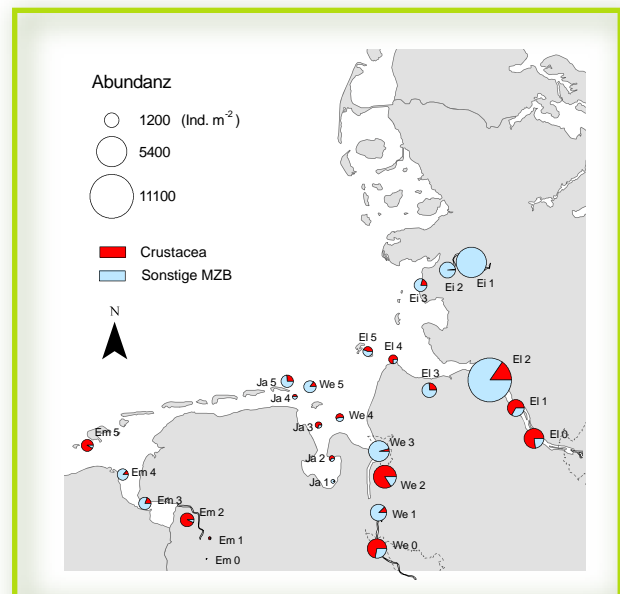 Abundanz
1200 (Ind. m⁻²)
5400
11100
Crustacea
Sonstige MZB
N
Ei 1
Ei 2
Ei 3
El 5
El 4
El 2
El 3
Ja 5
We 5
Ja 4
El 1
We 4
Ja 3
El 0
Em 5
We 3
Ja 2
Em 4
Ja 1
We 2
Em 3
Em 2
We 1
Em 1
We 0
Em 0